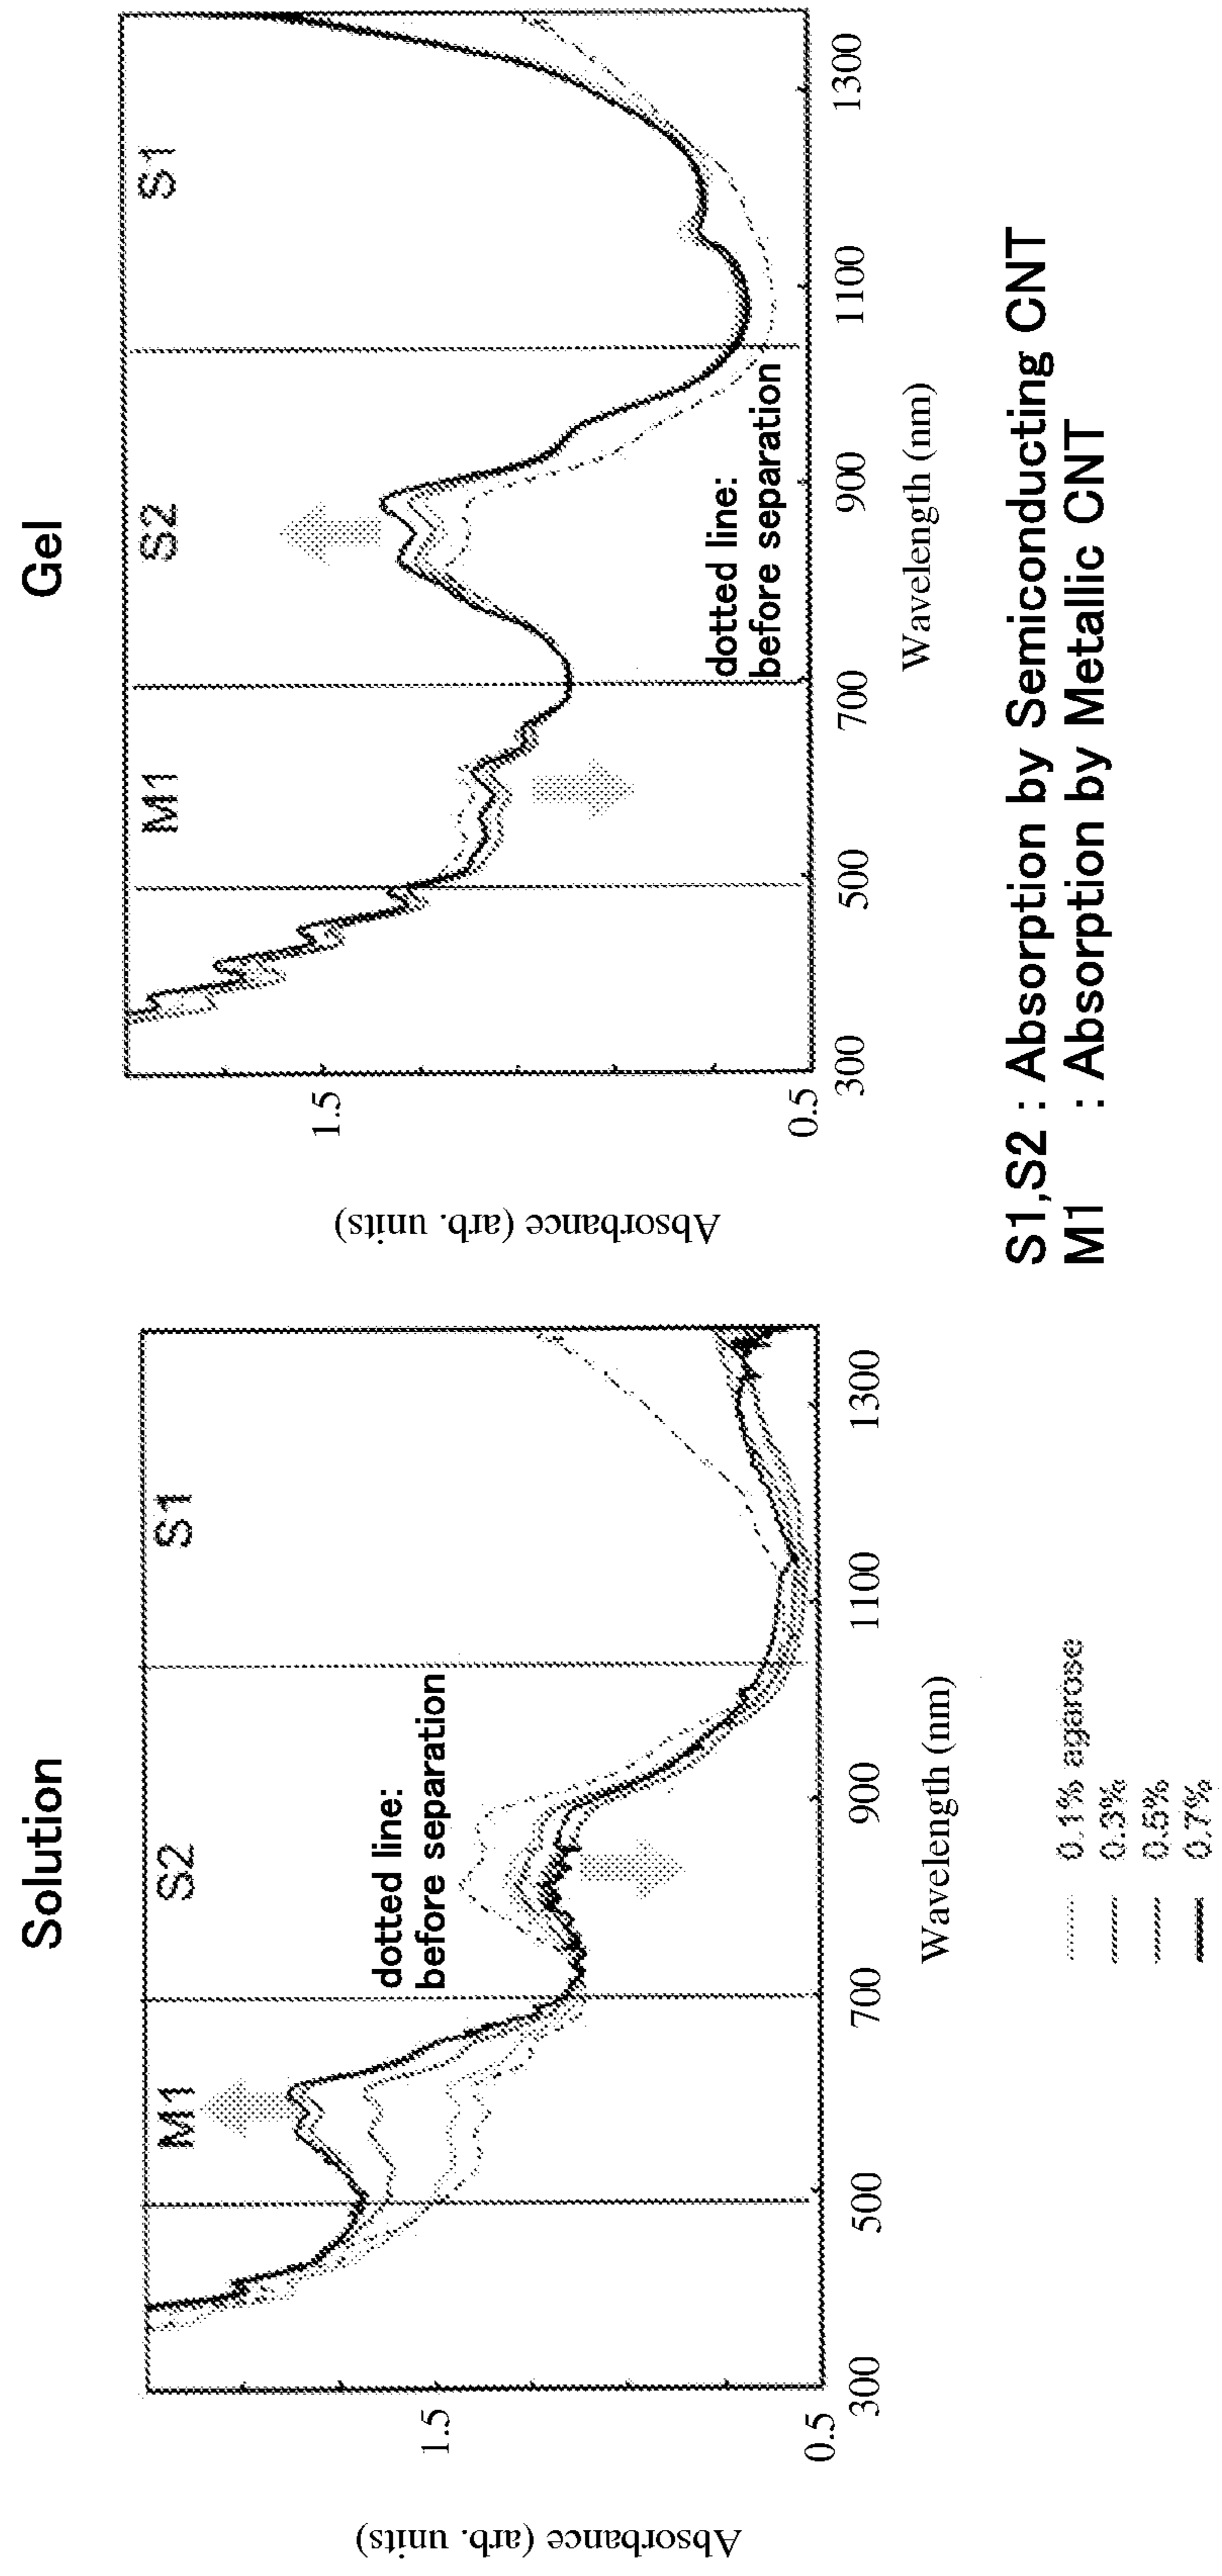 Solution
Absorbance (arb. units)
1.5
0.5
M1
S2
S1
dotted line:
before separation
300
500
700
900
1100
1300
Wavelength (nm)
0.1% agarose
0.3%
0.5%
0.7%
Gel
Absorbance (arb. units)
1.5
0.5
M1
S2
S1
dotted line:
before separation
300
500
700
900
1100
1300
Wavelength (nm)
S1,S2 : Absorption by Semiconducting CNT
M1 : Absorption by Metallic CNT